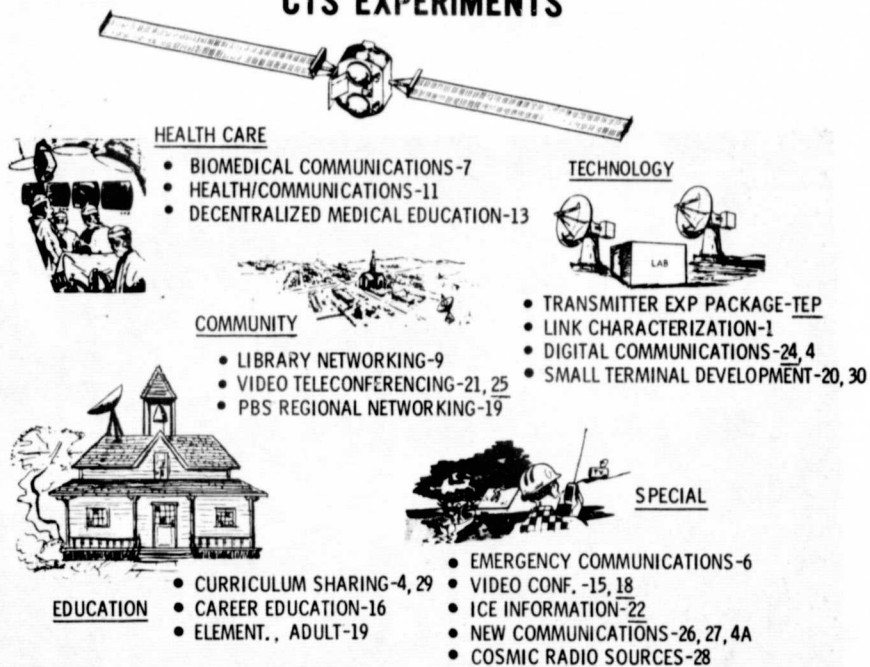 CTS EXPERIMENTS
HEALTH CARE
• BIOMEDICAL COMMUNICATIONS-7
• HEALTH/COMMUNICATIONS-11
• DECENTRALIZED MEDICAL EDUCATION-13
TECHNOLOGY
LAB
• TRANSMITTER EXP PACKAGE-TEP
• LINK CHARACTERIZATION-1
• DIGITAL COMMUNICATIONS-24, 4
• SMALL TERMINAL DEVELOPMENT-20, 30
COMMUNITY
• LIBRARY NETWORKING-9
• VIDEO TELECONFERENCING-21, 25
• PBS REGIONAL NETWORKING-19
EDUCATION
• CURRICULUM SHARING-4, 29
• CAREER EDUCATION-16
• ELEMENT., ADULT-19
SPECIAL
• EMERGENCY COMMUNICATIONS-6
• VIDEO CONF. -15, 18
• ICE INFORMATION-22
• NEW COMMUNICATIONS-26, 27, 4A
• COSMIC RADIO SOURCES-28